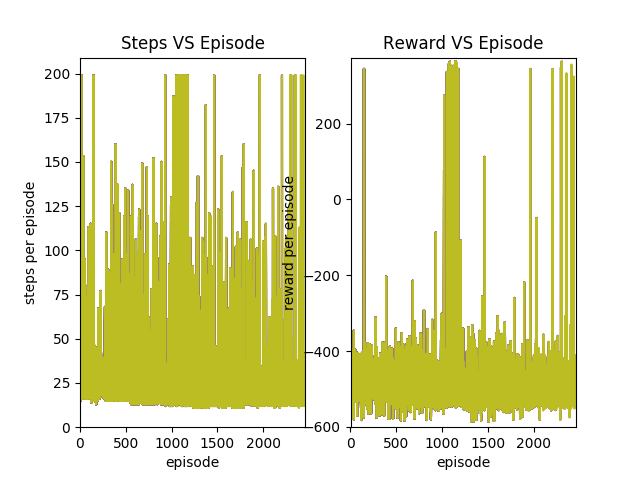 Steps VS Episode
steps per episode
200
175
150
125
100
75
50
25
0
0 500 1000 1500 2000
episode
Reward VS Episode
reward per episode
200
0
−200
−400
−600
0 500 1000 1500 2000
episode